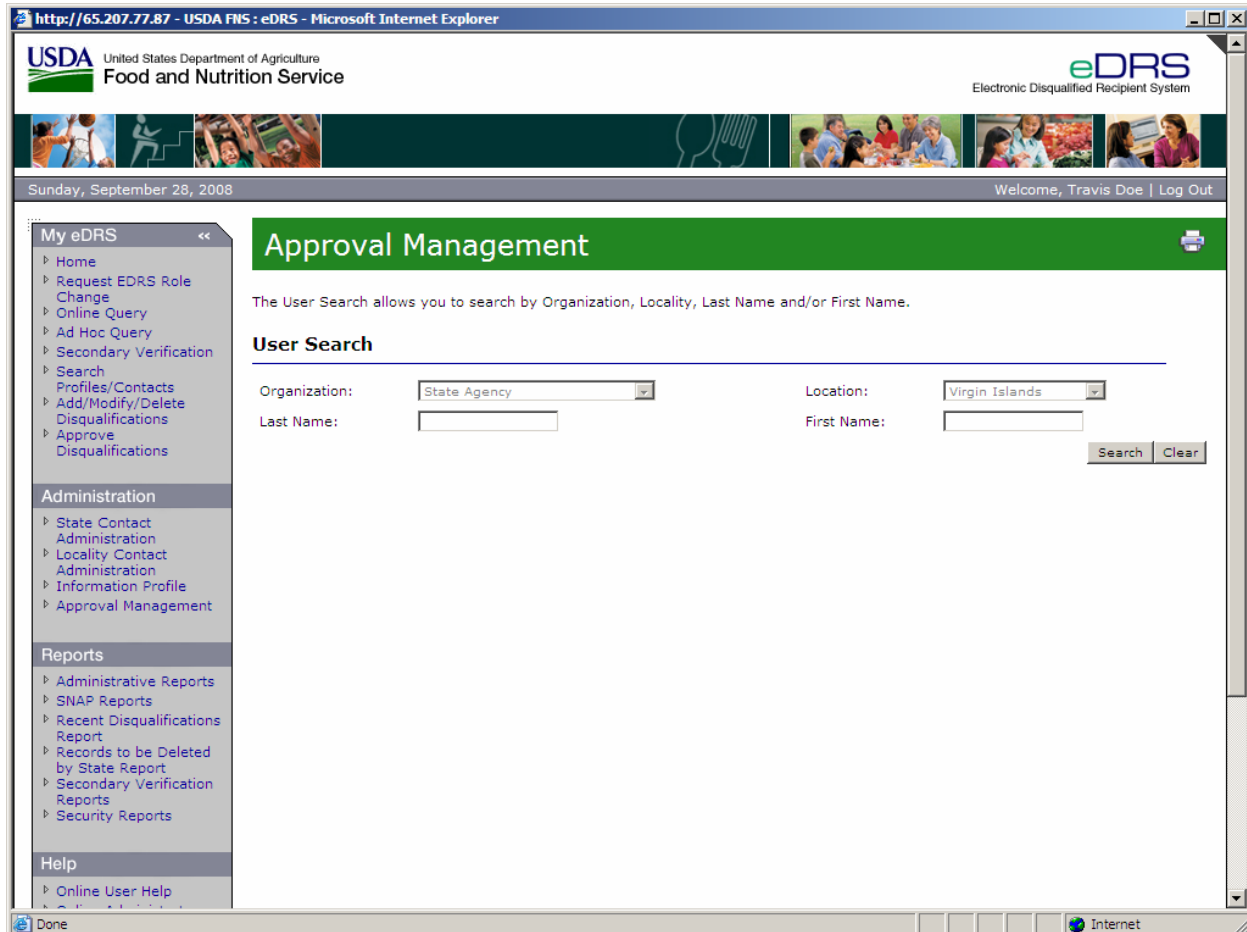 http://65.207.77.87 - USDA FNS : eDRS - Microsoft Internet Explorer
USDA
United States Department of Agriculture
Food and Nutrition Service
eDRS
Electronic Disqualified Recipient System
Sunday, September 28, 2008
Welcome, Travis Doe | Log Out
My eDRS <<
Home
Request EDRS Role
Change
Online Query
Ad Hoc Query
Secondary Verification
Search
Profiles/Contacts
Add/Modify/Delete
Disqualifications
Approve
Disqualifications
Administration
State Contact
Administration
Locality Contact
Administration
Information Profile
Approval Management
Reports
Administrative Reports
SNAP Reports
Recent Disqualifications
Report
Records to be Deleted
by State Report
Secondary Verification
Reports
Security Reports
Help
Online User Help
Approval Management
The User Search allows you to search by Organization, Locality, Last Name and/or First Name.
User Search
Organization: State Agency Location: Virgin Islands
Last Name: First Name:
Search Clear
Done Internet